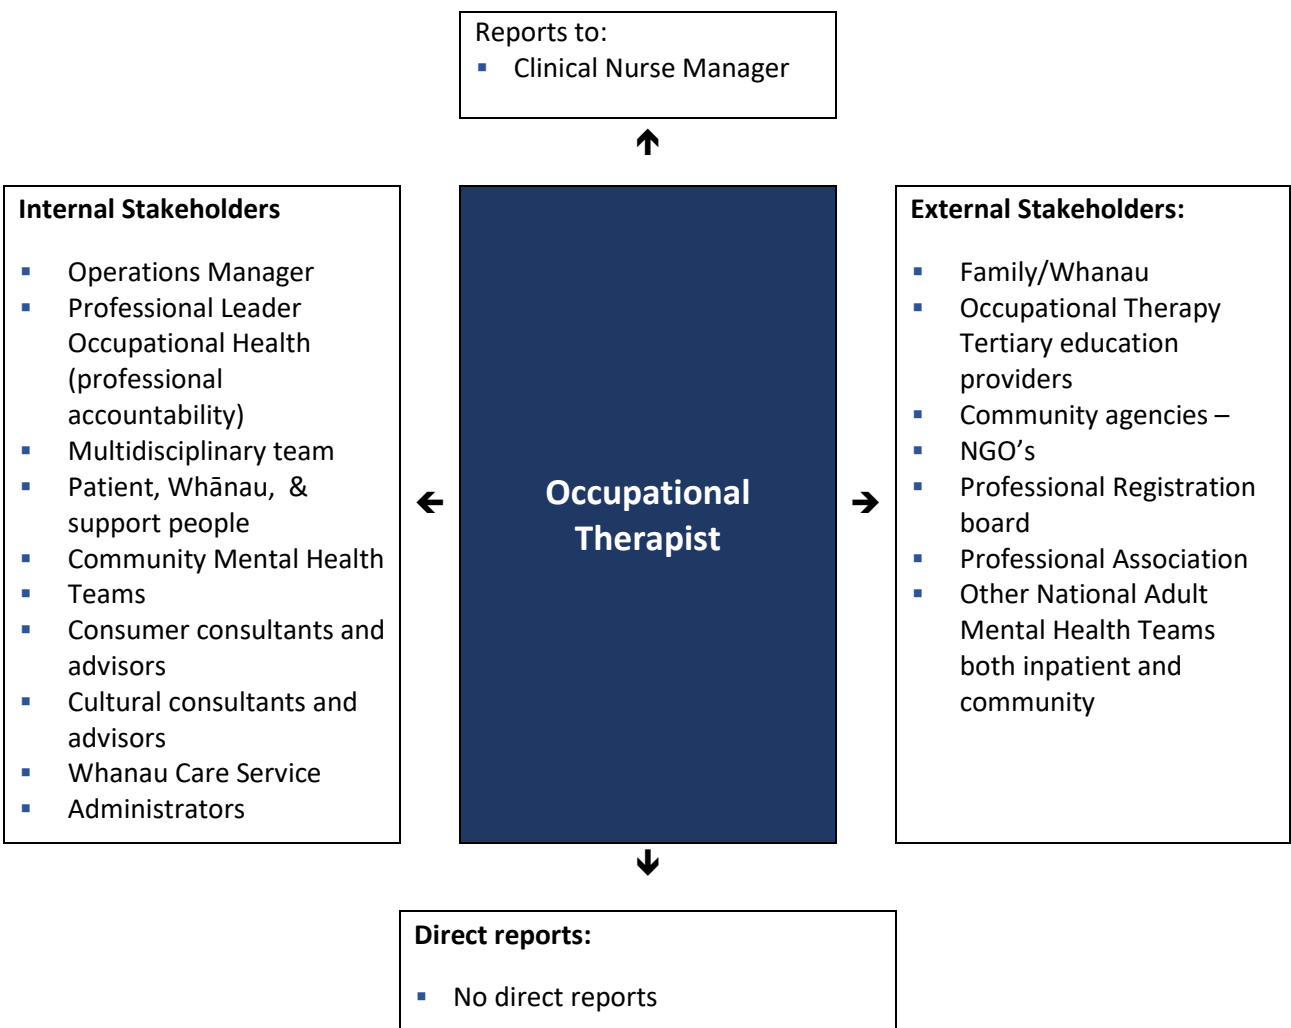 Reports to:
▪ Clinical Nurse Manager
Internal Stakeholders
▪ Operations Manager
▪ Professional Leader
Occupational Health
(professional
accountability)
▪ Multidisciplinary team
▪ Patient, Whānau, & 
support people
▪ Community Mental Health
▪ Teams
▪ Consumer consultants and
advisors
▪ Cultural consultants and
advisors
▪ Whanau Care Service
▪ Administrators
Occupational
Therapist
External Stakeholders:
▪ Family/Whanau
▪ Occupational Therapy
Tertiary education
providers
▪ Community agencies –
▪ NGO’s
▪ Professional Registration
board
▪ Professional Association
▪ Other National Adult
Mental Health Teams
both inpatient and
community
Direct reports:
▪ No direct reports